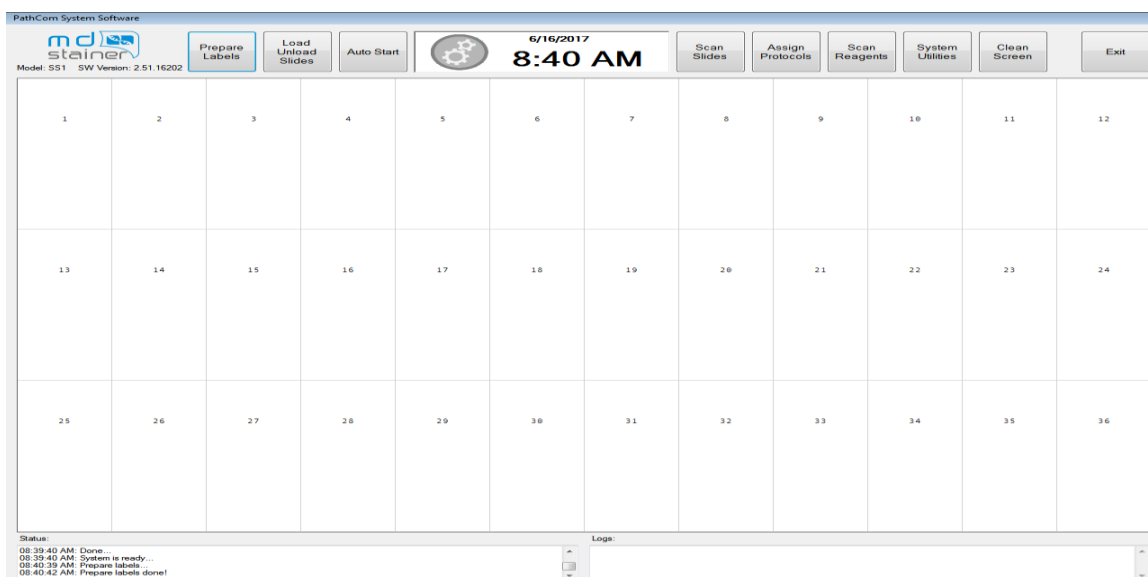 PathCom System Software
md
stainer
Model: SS1 SW Version: 2.51.16202
Prepare
Labels
Load
Unload
Slides
Auto Start
6/16/2017
8:40 AM
Scan
Slides
Assign
Protocols
Scan
Reagents
System
Utilities
Clean
Screen
Exit
1 2 3 4 5 6 7 8 9 10 11 12
13 14 15 16 17 18 19 20 21 22 23 24
25 26 27 28 29 30 31 32 33 34 35 36
Status:
08:39:40 AM: Done...
08:39:40 AM: System is ready...
08:40:39 AM: Prepare labels...
08:40:42 AM: Prepare labels done!
Logs: